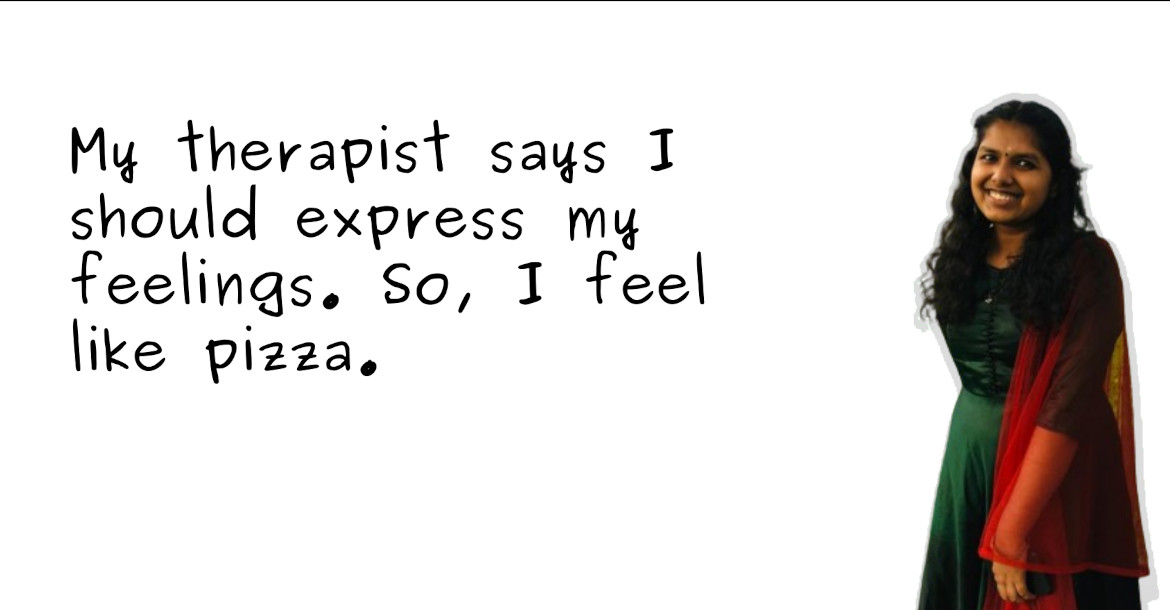 My therapist says I
should express my
feelings. So, I feel
like pizza.